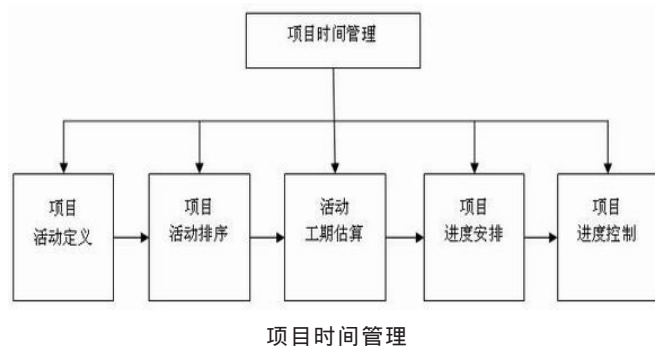 项目时间管理
项目
活动定义
项目
活动排序
活动
工期估算
项目
进度安排
项目
进度控制
项目时间管理